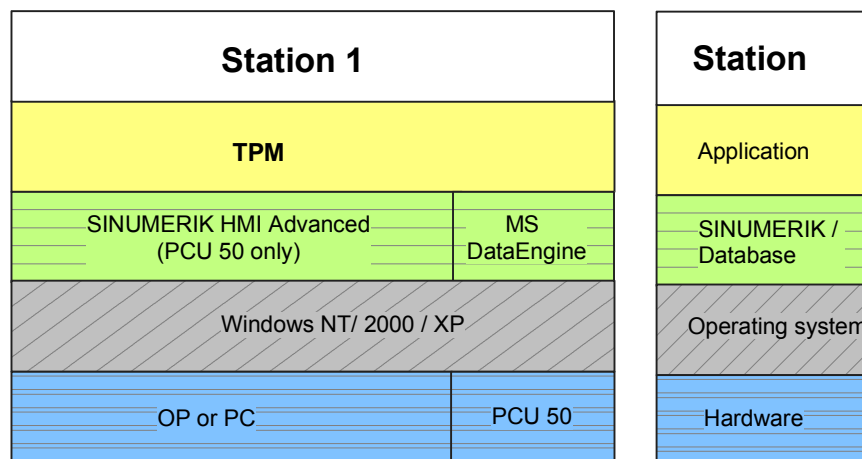 Station 1
TPM
SINUMERIK HMI Advanced
(PCU 50 only)
MS
DataEngine
Windows NT/ 2000 / XP
OP or PC
PCU 50
Station
Application
SINUMERIK /
Database
Operating system
Hardware